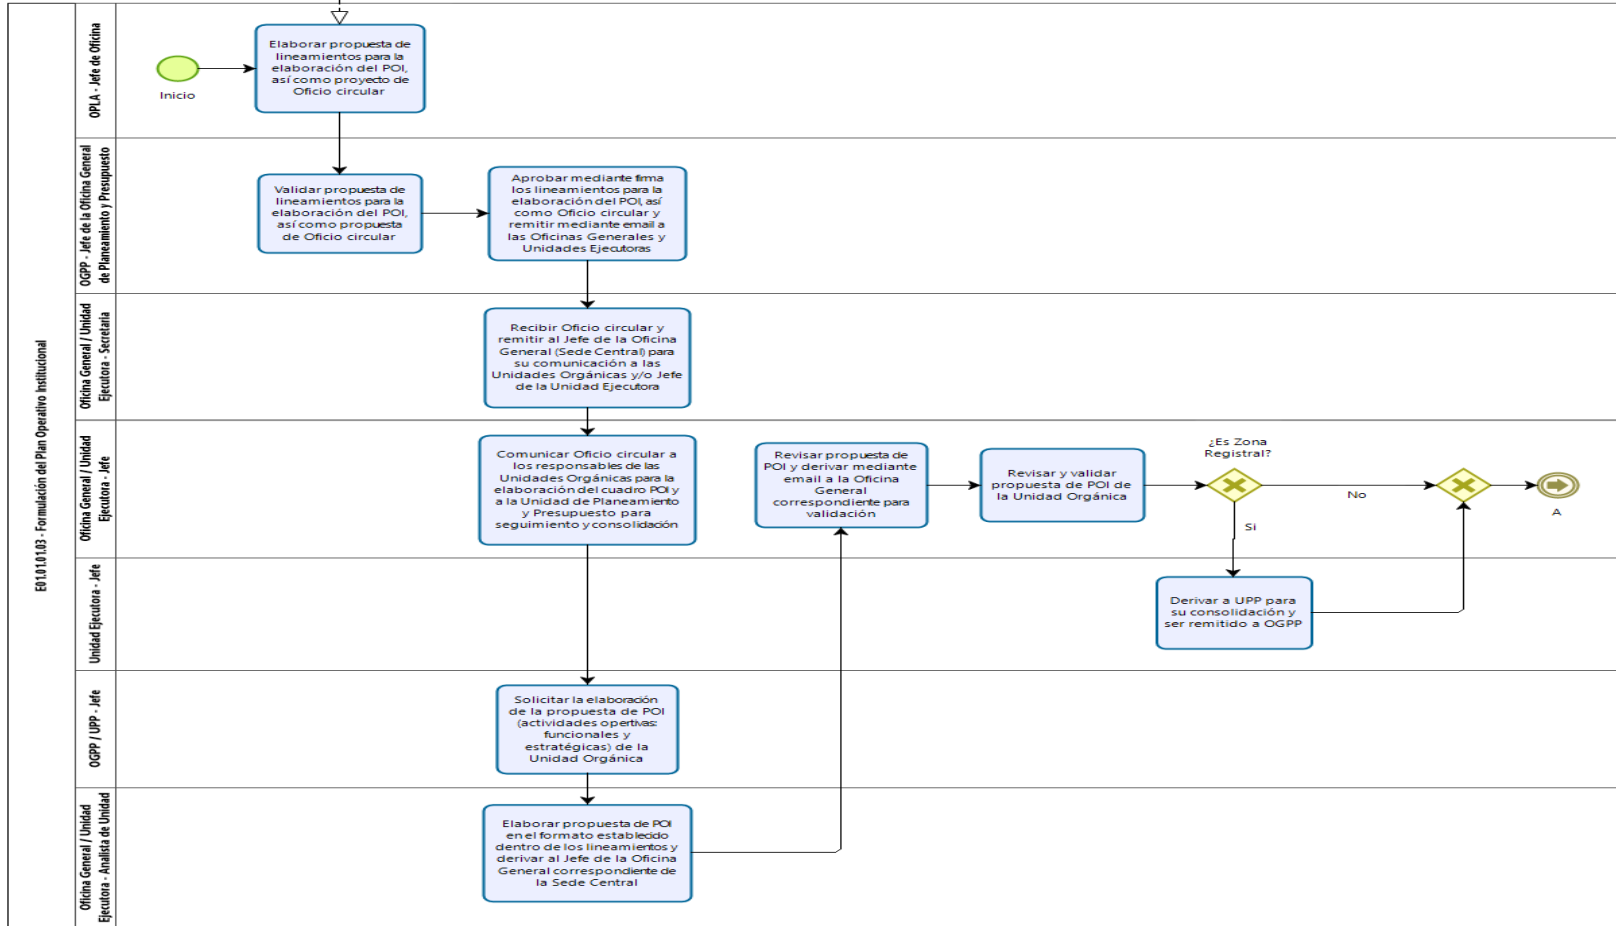 E01.01.01.03 - Formulación del Plan Operativo Institucional
OPLA - Jefe de Oficina
Inicio
Elaborar propuesta de
lineamientos para la
elaboración del POI,
así como proyecto de
Oficio circular
OGPP - Jefe de la Oficina General
de Planeamiento y Presupuesto
Validar propuesta de
lineamientos para la
elaboración del POI,
así como propuesta
de Oficio circular
Aprobar mediante firma
los lineamientos para la
elaboración del POI, así
como Oficio circular y
remitir mediante email a
las Oficinas Generales y
Unidades Ejecutoras
Oficina General / Unidad
Ejecutora - Secretaria
Recibir Oficio circular y
remitir al Jefe de la Oficina
General (Sede Central) para
su comunicación a las
Unidades Orgánicas y/o Jefe
de la Unidad Ejecutora
Oficina General / Unidad
Ejecutora - Jefe
Comunicar Oficio circular a
los responsables de las
Unidades Orgánicas para la
elaboración del cuadro POI y
a la Unidad de Planeamiento
y Presupuesto para
seguimiento y consolidación
Revisar propuesta de
POI y derivar mediante
email a la Oficina
General
correspondiente para
validación
Revisar y validar
propuesta de POI de
la Unidad Orgánica
¿Es Zona
Registral?
No
Si
A
Unidad Ejecutora - Jefe
Derivar a UPP para
su consolidación y
ser remitido a OGPP
OGPP / UPP - Jefe
Solicitar la elaboración
de la propuesta de POI
(actividades opertivas:
funcionales y
estratégicas) de la
Unidad Orgánica
Oficina General / Unidad
Ejecutora - Analista de Unidad
Elaborar propuesta de POI
en el formato establecido
dentro de los lineamientos y
derivar al Jefe de la Oficina
General correspondiente de
la Sede Central